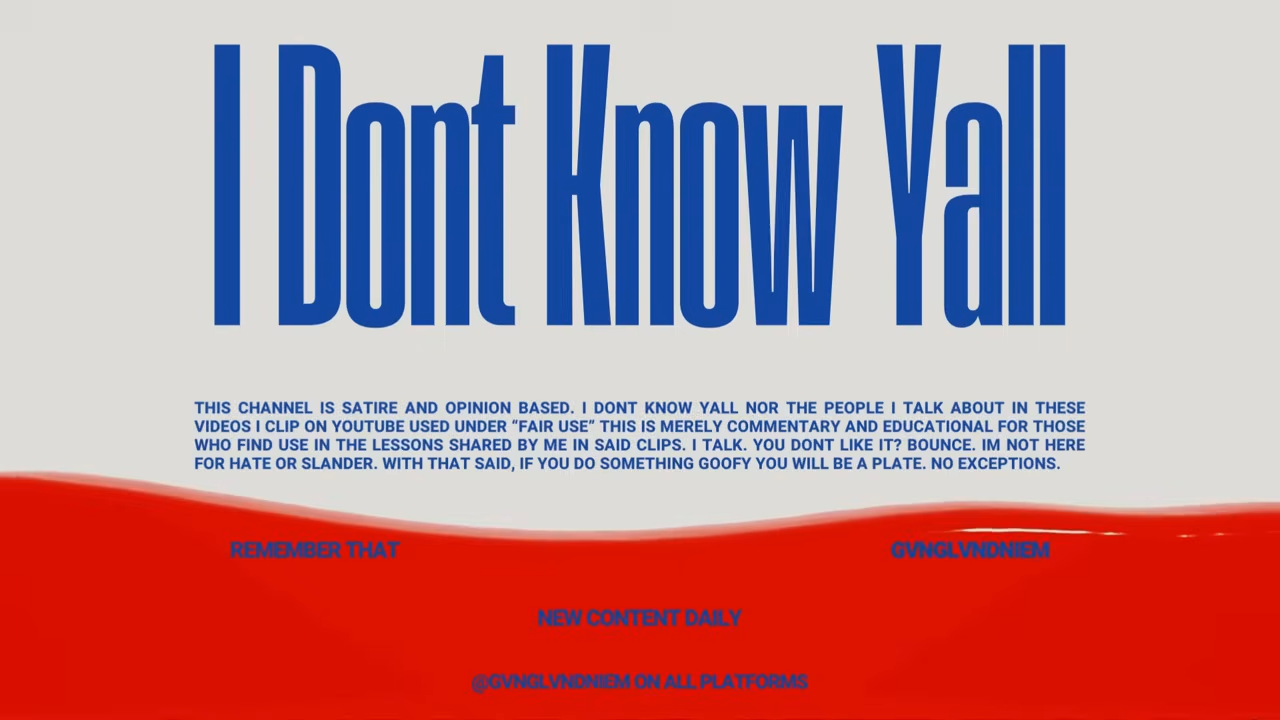 I Dont Know Yall
THIS CHANNEL IS SATIRE AND OPINION BASED. I DONT KNOW YALL NOR THE PEOPLE I TALK ABOUT IN THESE
VIDEOS I CLIP ON YOUTUBE USED UNDER “FAIR USE” THIS IS MERELY COMMENTARY AND EDUCATIONAL FOR THOSE
WHO FIND USE IN THE LESSONS SHARED BY ME IN SAID CLIPS. I TALK. YOU DONT LIKE IT? BOUNCE. IM NOT HERE
FOR HATE OR SLANDER. WITH THAT SAID, IF YOU DO SOMETHING GOOFY YOU WILL BE A PLATE. NO EXCEPTIONS.
REMEMBER THAT
GVNGLVNDNIEM
NEW CONTENT DAILY
@GVNGLVNDNIEM ON ALL PLATFORMS